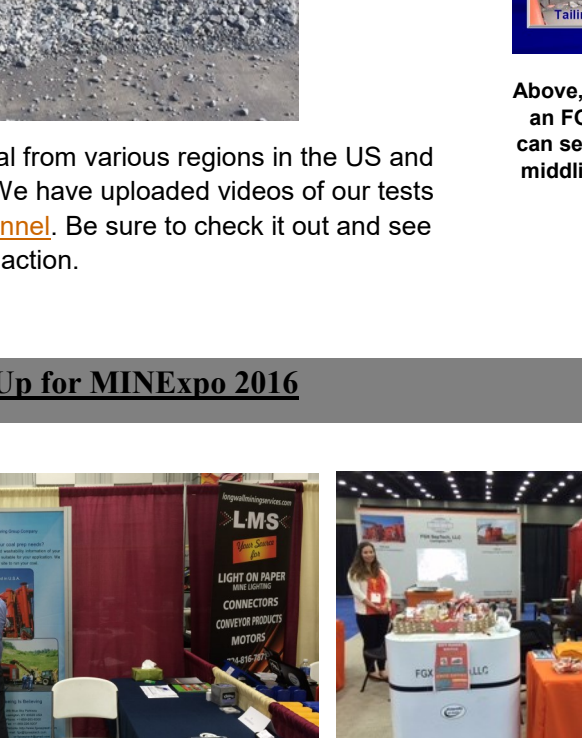 Tailin
Above,
an FG
can se
middli
al from various regions in the US and
We have uploaded videos of our tests
nnel. Be sure to check it out and see
action.
Up for MINExpo 2016
longwallminingservices.com
L·M·S
Your Source
for
LIGHT ON PAPER
MINE LIGHTING
CONNECTORS
CONVEYOR PRODUCTS
MOTORS
FGX SepTech, LLC
FGX
LLC